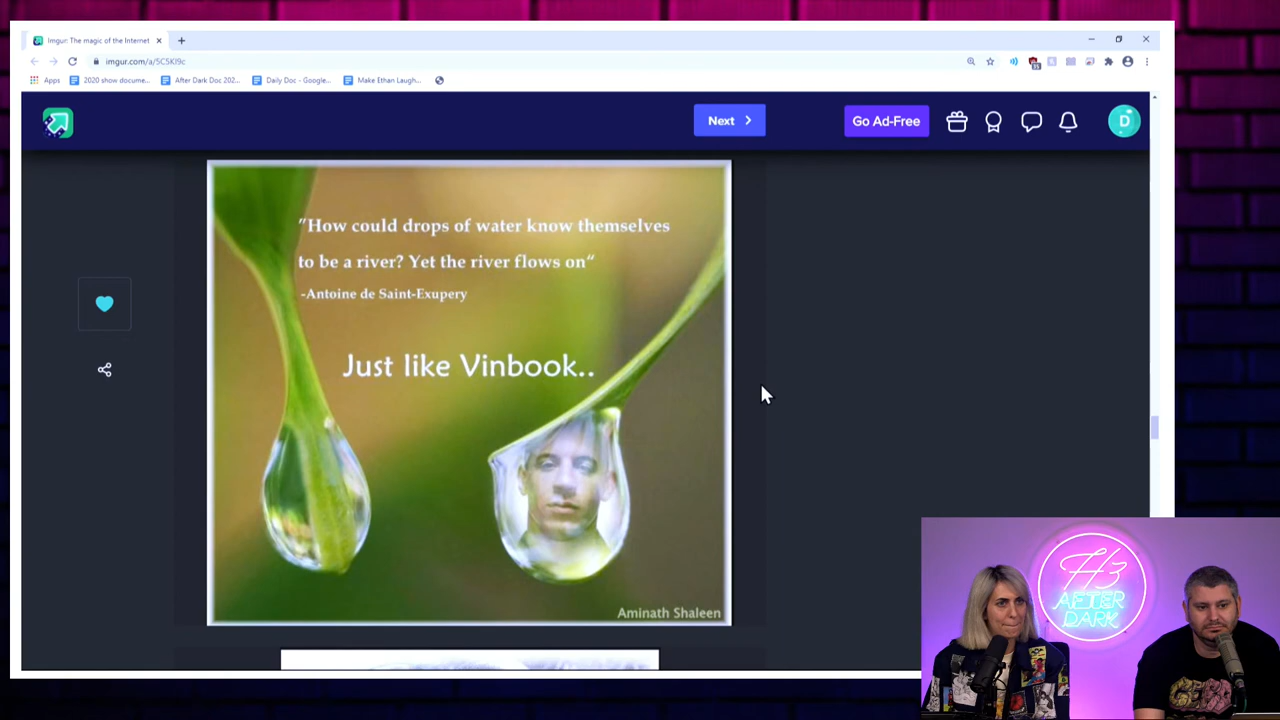 Imgur: The magic of the Internet
imgur.com/a/5C5KI9c
Apps
2020 show docume...
After Dark Doc 202...
Daily Doc - Google...
Make Ethan Laugh...
Next
Go Ad-Free
D
"How could drops of water know themselves
to be a river? Yet the river flows on"
-Antoine de Saint-Exupery
Just like Vinbook..
Aminath Shaleen
H3
AFTER
DARK